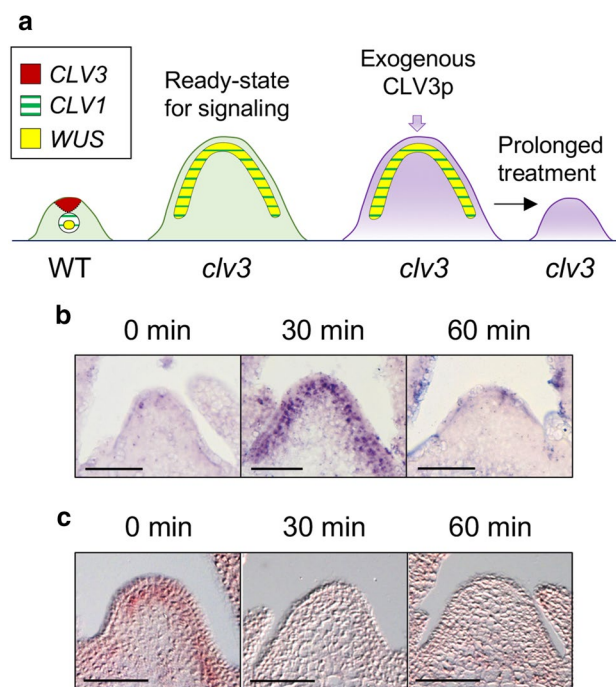 a
CLV3
CLV1
WUS
Ready-state
for signaling
Exogenous
CLV3p
Prolonged
treatment
WT
clv3
clv3
clv3
b
0 min
30 min
60 min
c
0 min
30 min
60 min